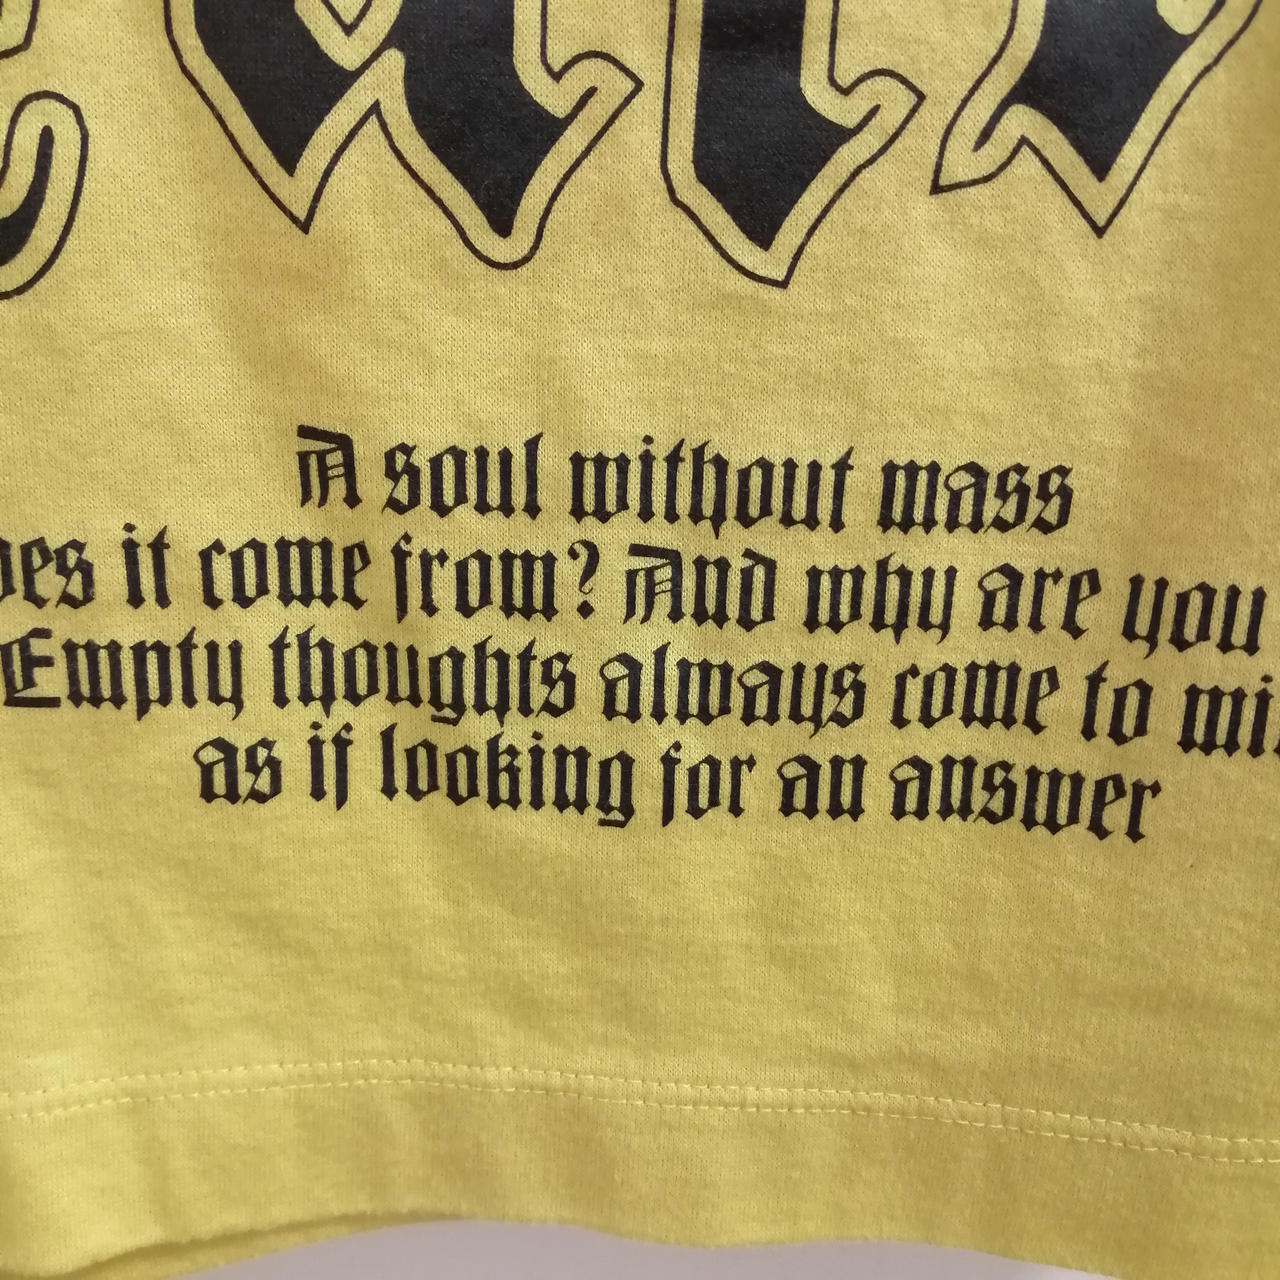 A soul without mass
oes it come from? And why are you
Empty thoughts always come to mi
as if looking for an answer